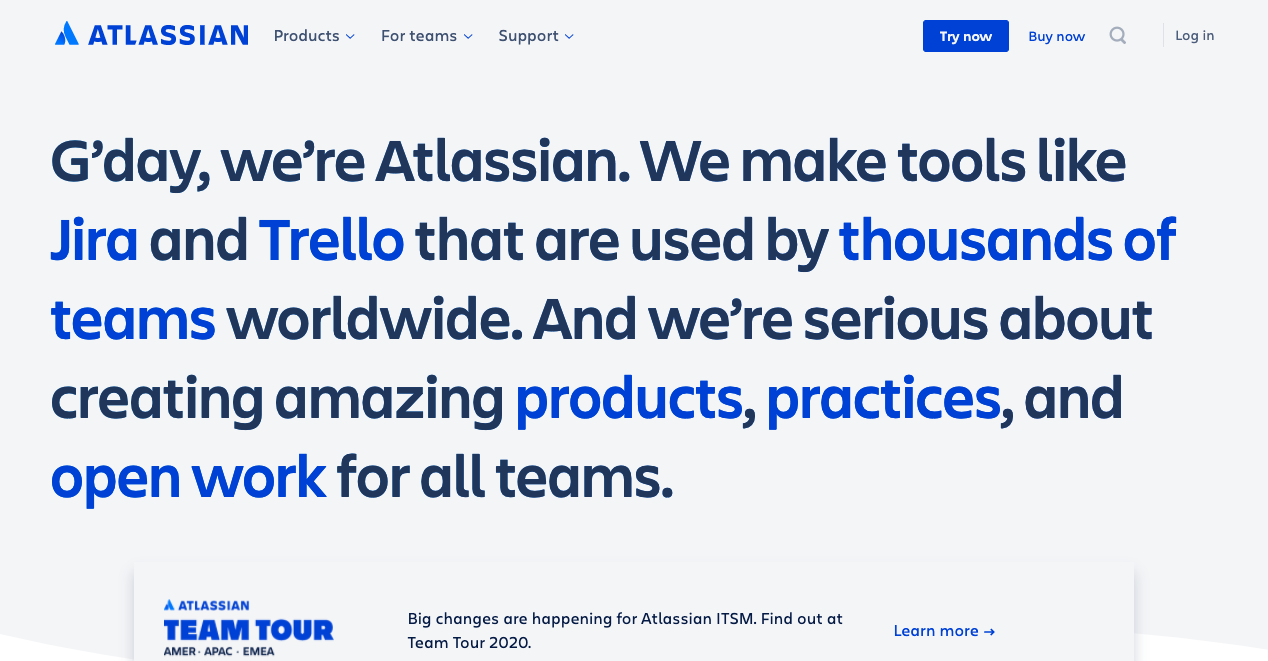 ATLASSIAN Products For teams Support Try now Buy now Log in
G’day, we’re Atlassian. We make tools like
Jira and Trello that are used by thousands of
teams worldwide. And we’re serious about
creating amazing products, practices, and
open work for all teams.
ATLASSIAN
TEAM TOUR
AMER · APAC · EMEA
Big changes are happening for Atlassian ITSM. Find out at
Team Tour 2020.
Learn more →